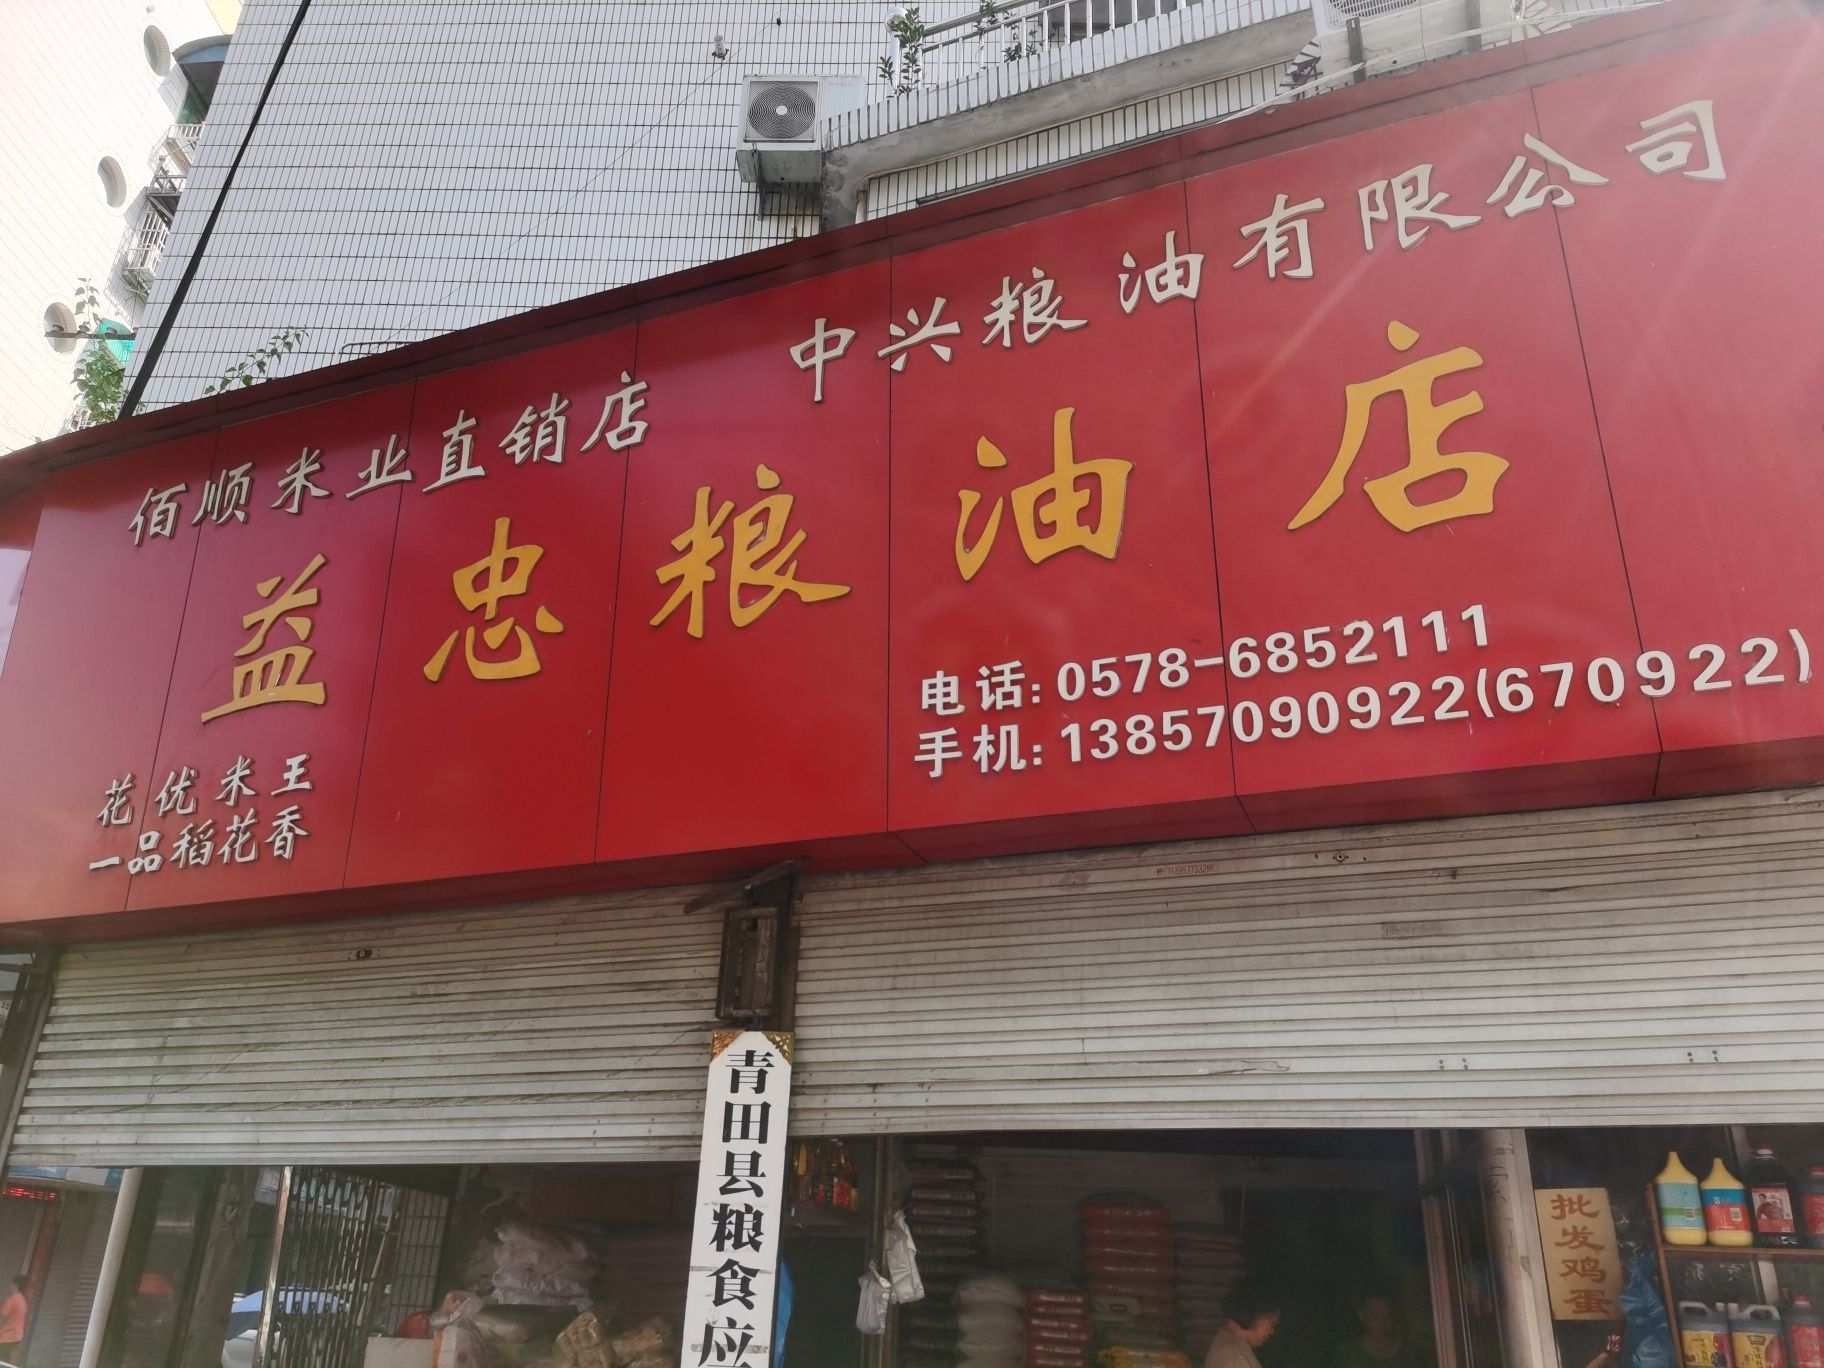 佰顺米业直销店
中兴粮油有限公司
益忠粮油店
花优米王
一品稻花香
电话:0578-6852111
手机:13857090922(670922)
青田县粮食应
批发鸡蛋